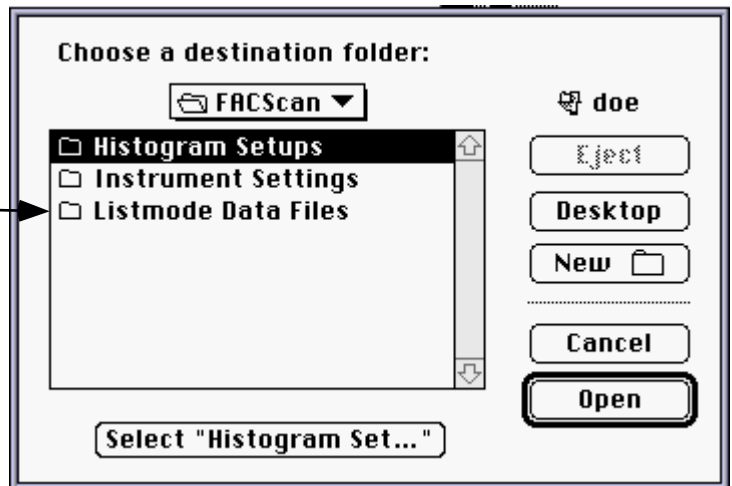 Choose a destination folder:
FACScan
doe
Histogram Setups
Instrument Settings
Listmode Data Files
Eject
Desktop
New
Cancel
Open
Select "Histogram Set..."